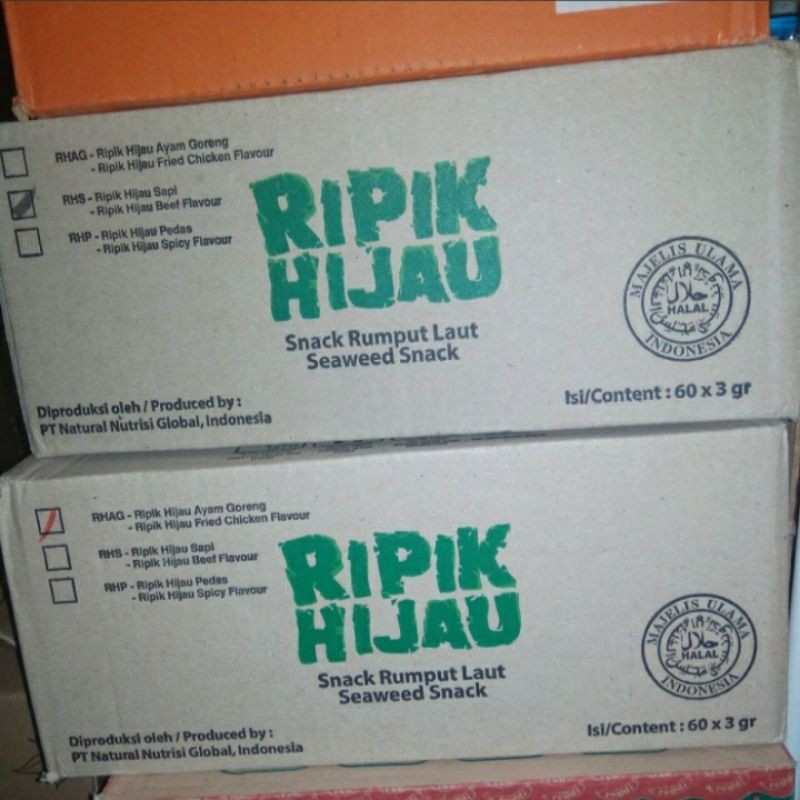 RHAG - Ripik Hijau Ayam Goreng
- Ripik Hijau Fried Chicken Flavour
RHS - Ripik Hijau Sapi
- Ripik Hijau Beef Flavour
RHP - Ripik Hijau Pedas
- Ripik Hijau Spicy Flavour
RIPIK
HIJAU
Snack Rumput Laut
Seaweed Snack
MAJELIS ULAMA
حلال
HALAL
INDONESIA
Isi/Content : 60 x 3 gr
Diproduksi oleh / Produced by :
PT Natural Nutrisi Global, Indonesia
RHAG - Ripik Hijau Ayam Goreng
- Ripik Hijau Fried Chicken Flavour
RHS - Ripik Hijau Sapi
- Ripik Hijau Beef Flavour
RHP - Ripik Hijau Pedas
- Ripik Hijau Spicy Flavour
RIPIK
HIJAU
Snack Rumput Laut
Seaweed Snack
MAJELIS ULAMA
حلال
HALAL
INDONESIA
Isi/Content : 60 x 3 gr
Diproduksi oleh / Produced by :
PT Natural Nutrisi Global, Indonesia